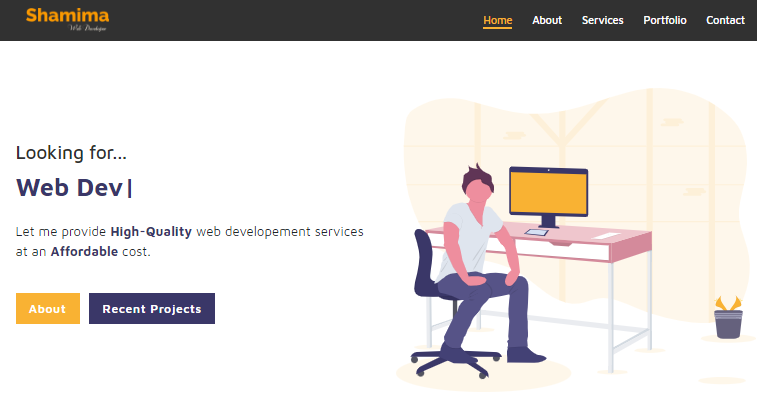 Shamima
Web Developer
Home About Services Portfolio Contact
Looking for...
Web Dev|
Let me provide High-Quality web developement services
at an Affordable cost.
About Recent Projects